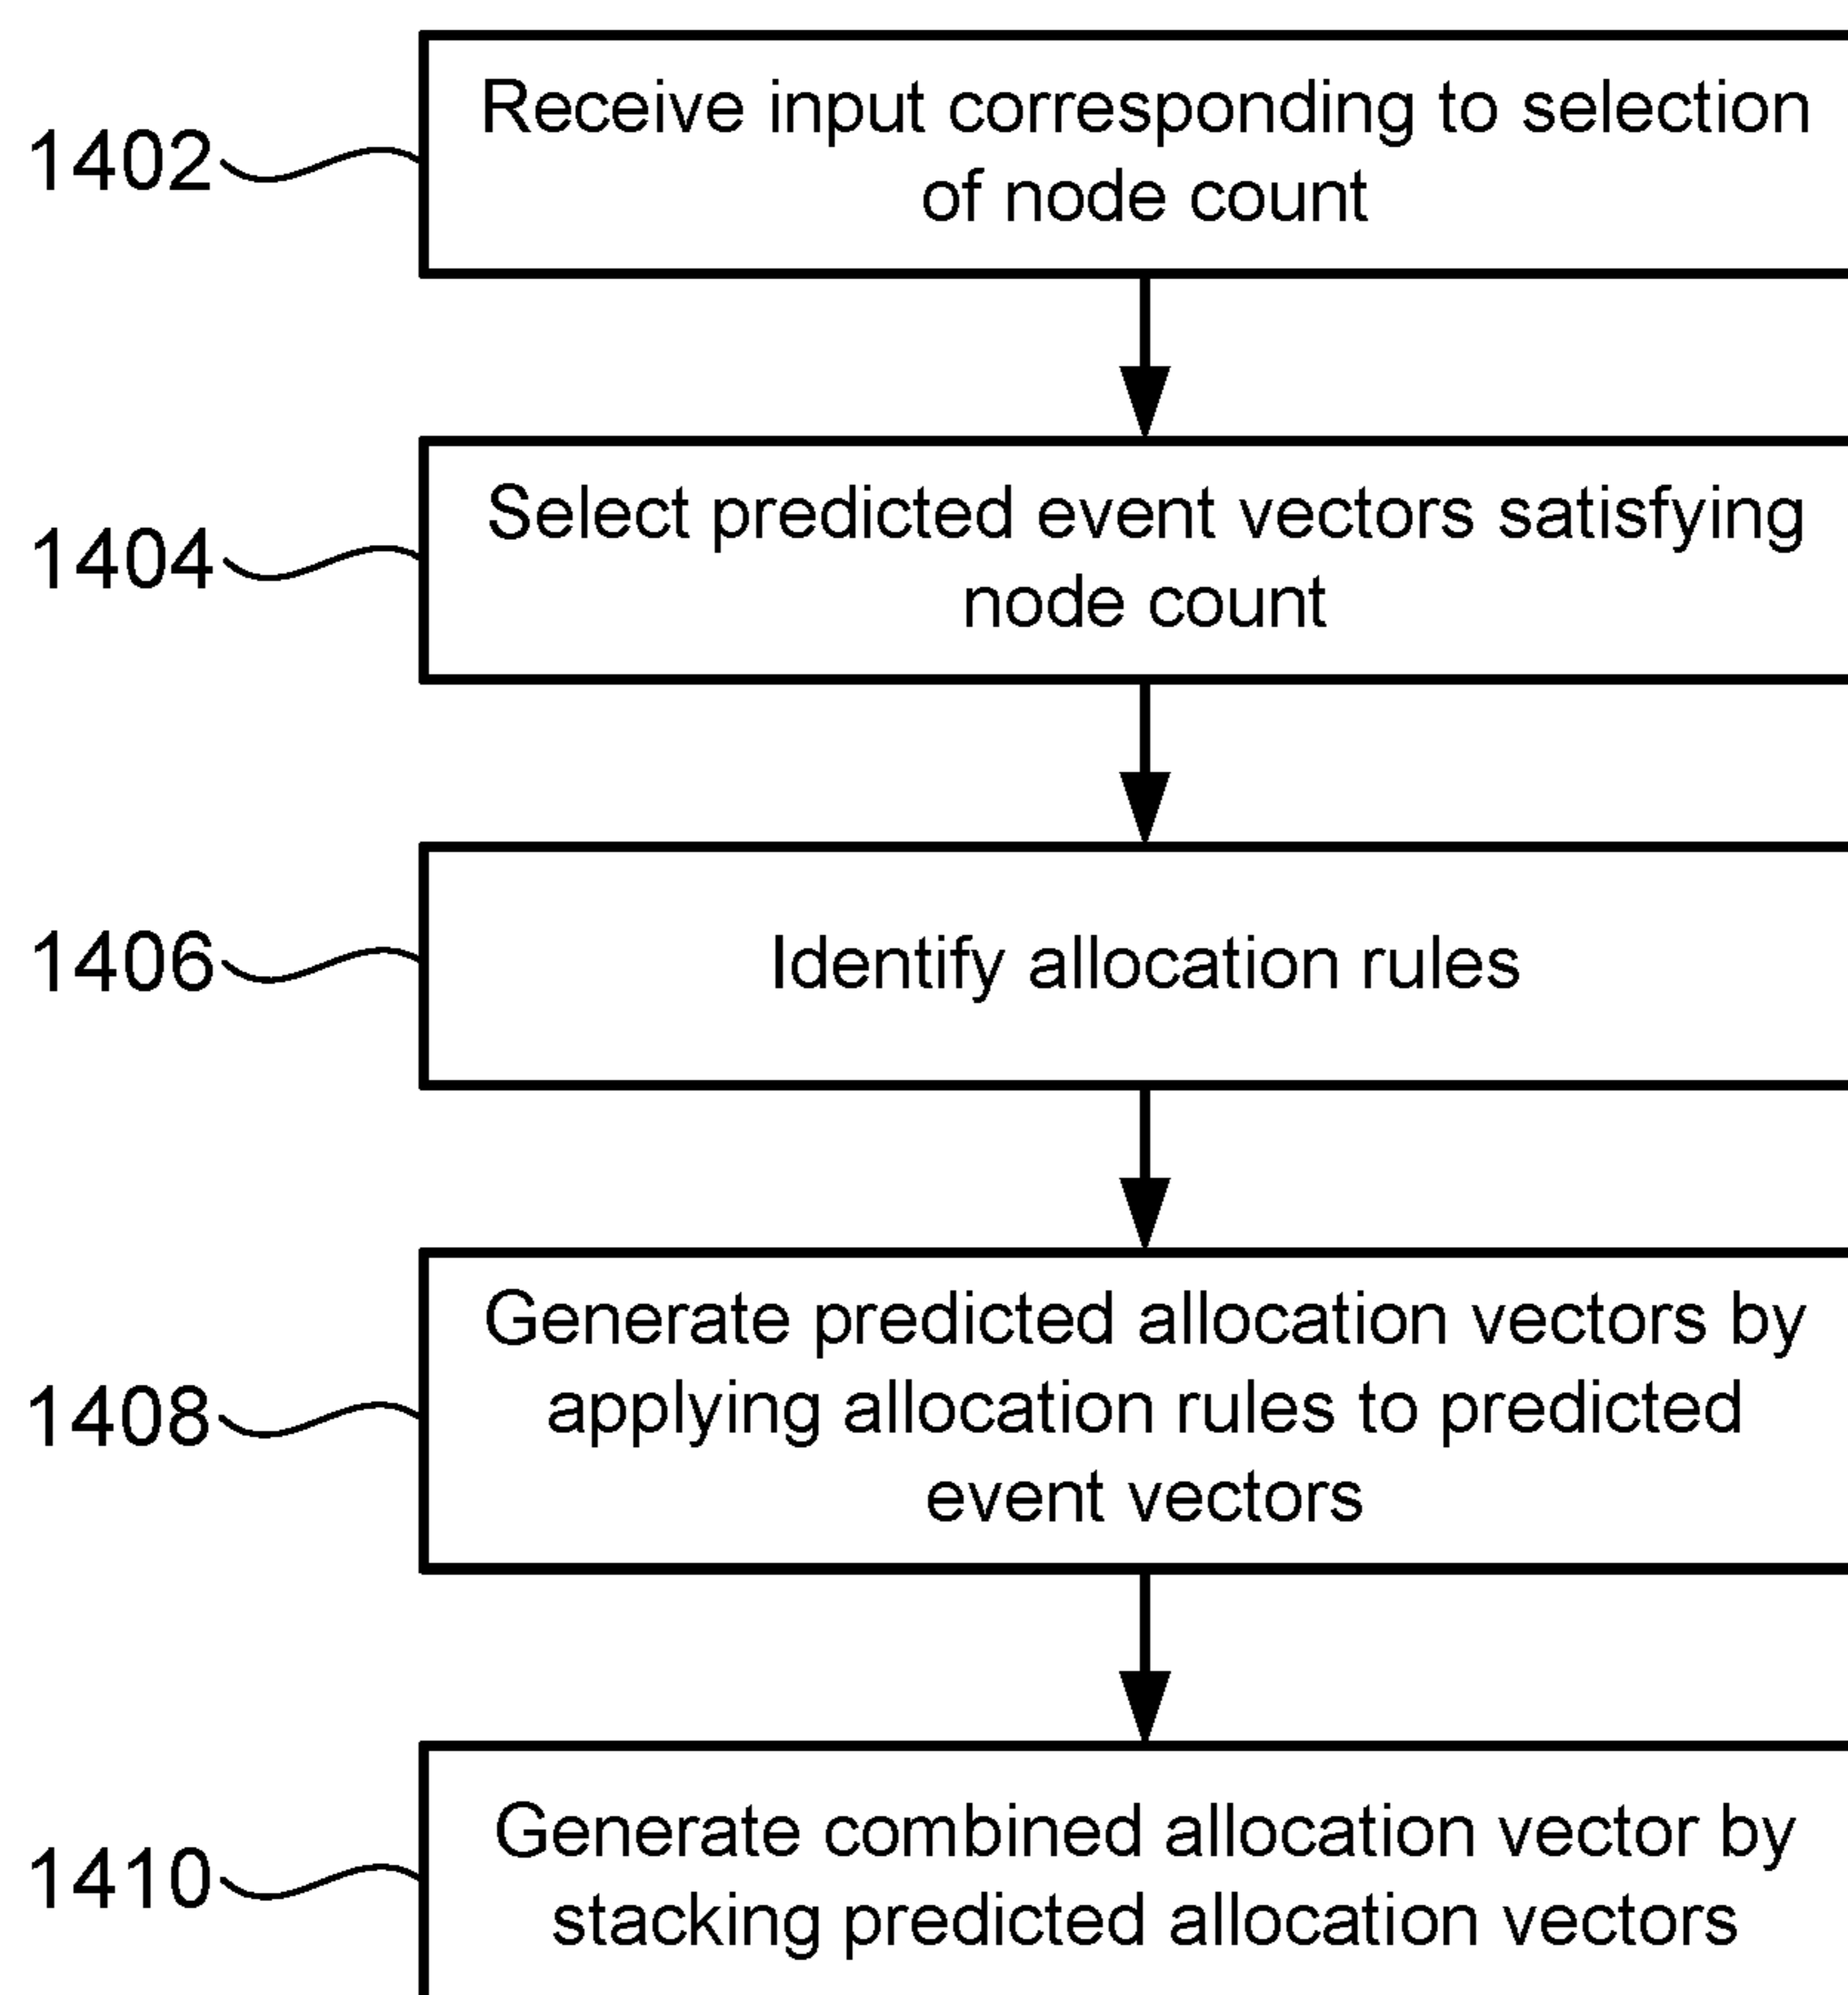 Receive input corresponding to selection
of node count
1402
Select predicted event vectors satisfying
node count
1404
Identify allocation rules
1406
Generate predicted allocation vectors by
applying allocation rules to predicted
event vectors
1408
Generate combined allocation vector by
stacking predicted allocation vectors
1410